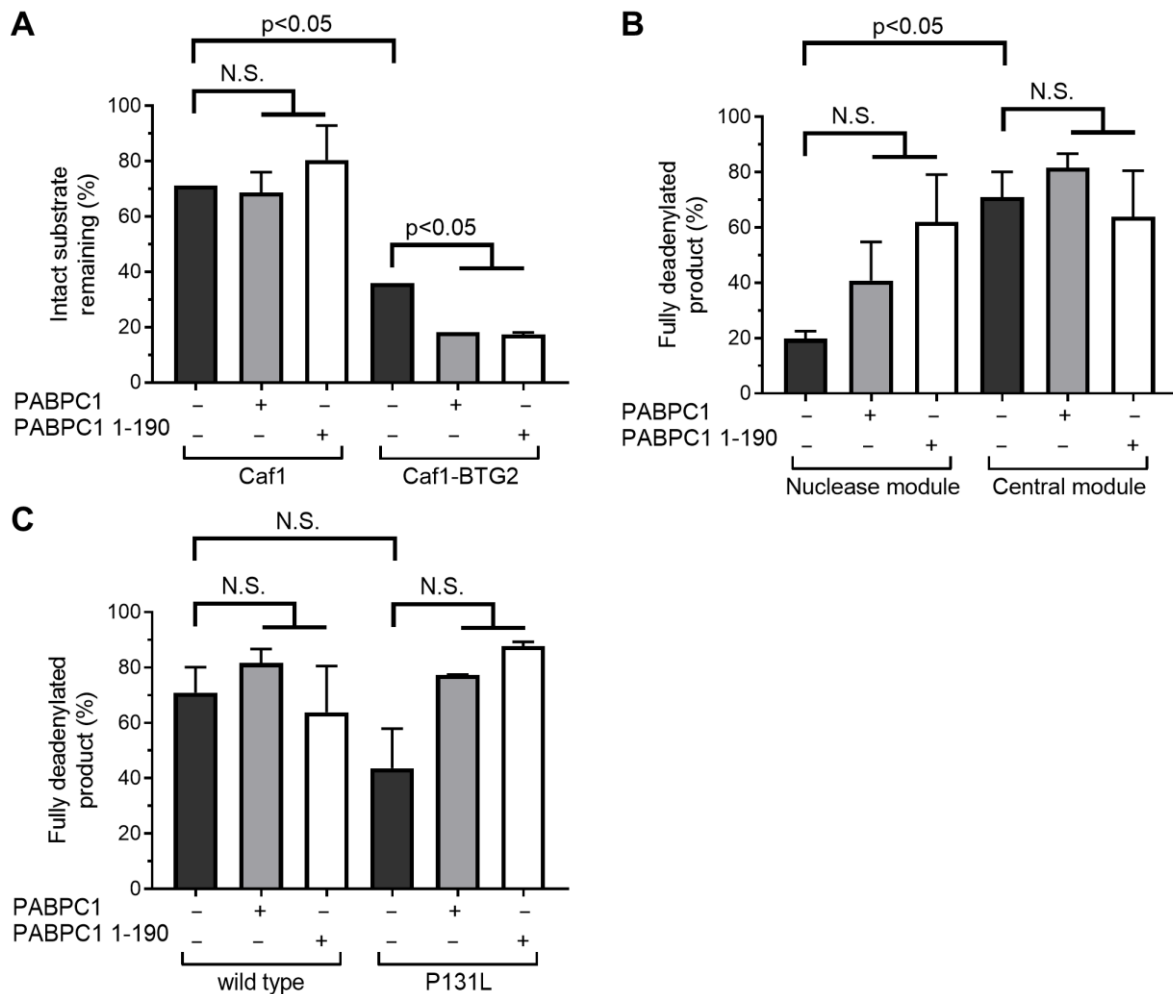 A
p<0.05
N.S.
p<0.05
Intact substrate
remaining (%)
100
80
60
40
20
0
PABPC1 – + – – + –
PABPC1 1-190 – – + – – +
Caf1 Caf1-BTG2
B
p<0.05
N.S.
N.S.
Fully deadenylated
product (%)
100
80
60
40
20
0
PABPC1 – + – – + –
PABPC1 1-190 – – + – – +
Nuclease module Central module
C
N.S.
N.S. N.S.
Fully deadenylated
product (%)
100
80
60
40
20
0
PABPC1 – + – – + –
PABPC1 1-190 – – + – – +
wild type P131L